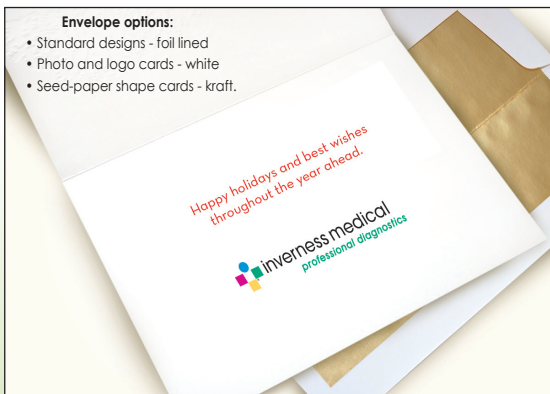 Envelope options:
• Standard designs - foil lined
• Photo and logo cards - white
• Seed-paper shape cards - kraft.
Happy holidays and best wishes
throughout the year ahead.
inverness medical
professional diagnostics